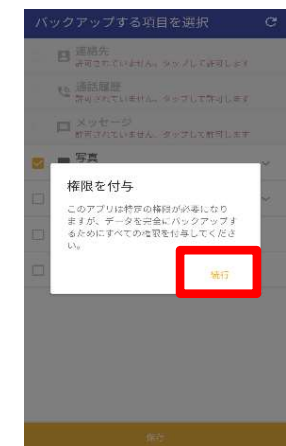 バックアップする項目を選択
連絡先
許可されていません。タップして許可します
通話履歴
許可されていません。タップして許可します
メッセージ
許可されていません。タップして許可します
写真
権限を付与
このアプリは特定の権限が必要になり
ますが、データを完全にバックアップす
るためにすべての権限を付与してくださ
い。
続行
保存